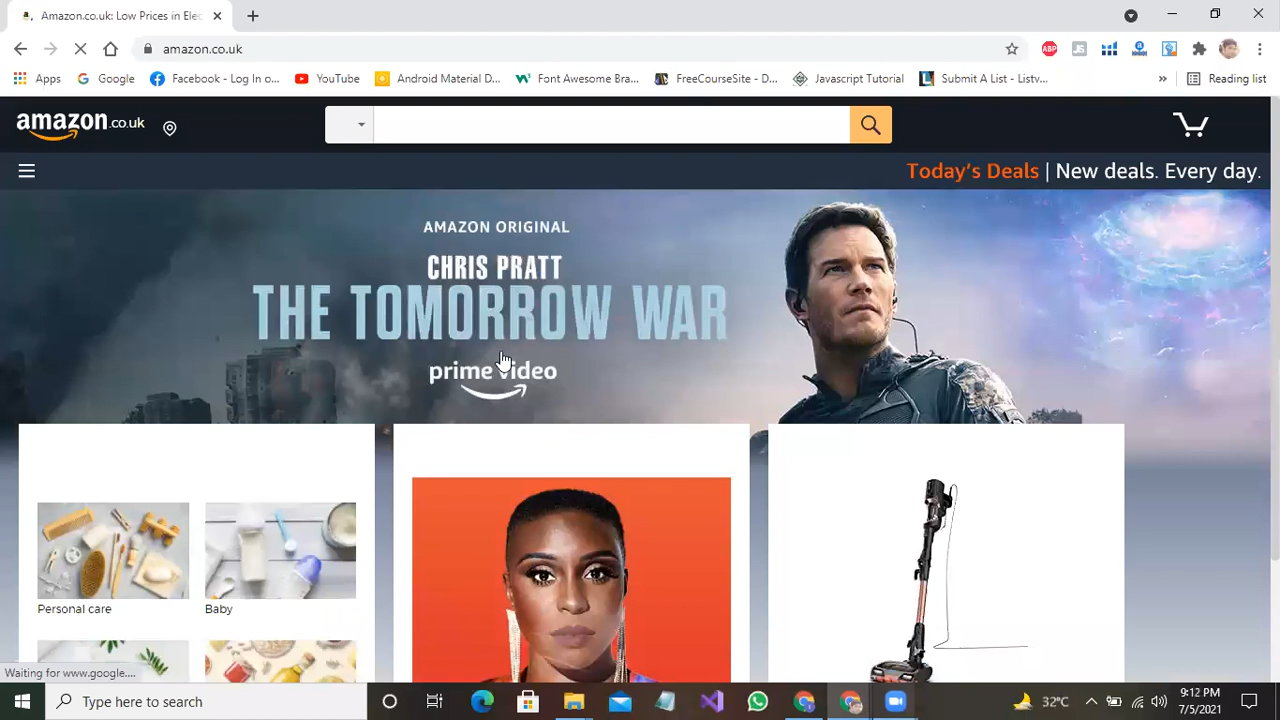 Amazon.co.uk: Low Prices in Elec
amazon.co.uk
Apps
Google
Facebook - Log In o...
YouTube
Android Material D...
Font Awesome Bra...
FreeCourseSite - D...
Javascript Tutorial
Submit A List - Listv...
»
Reading list
amazon.co.uk
Today's Deals | New deals. Every day.
AMAZON ORIGINAL
CHRIS PRATT
THE TOMORROW WAR
prime video
Personal care
Baby
Waiting for www.google....
Type here to search
32°C
9:12 PM
7/5/2021